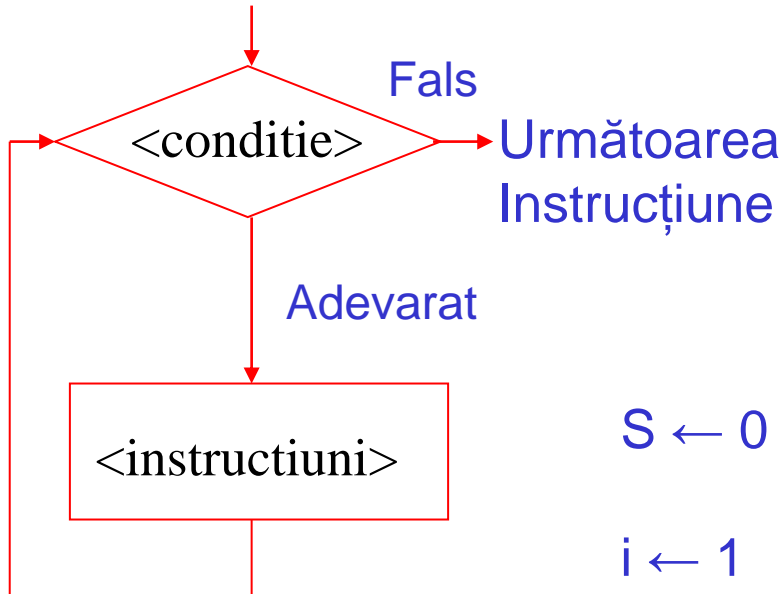 Fals
<conditie>
Următoarea
Instrucțiune
Adevarat
<instructiuni>
S ← 0
i ← 1